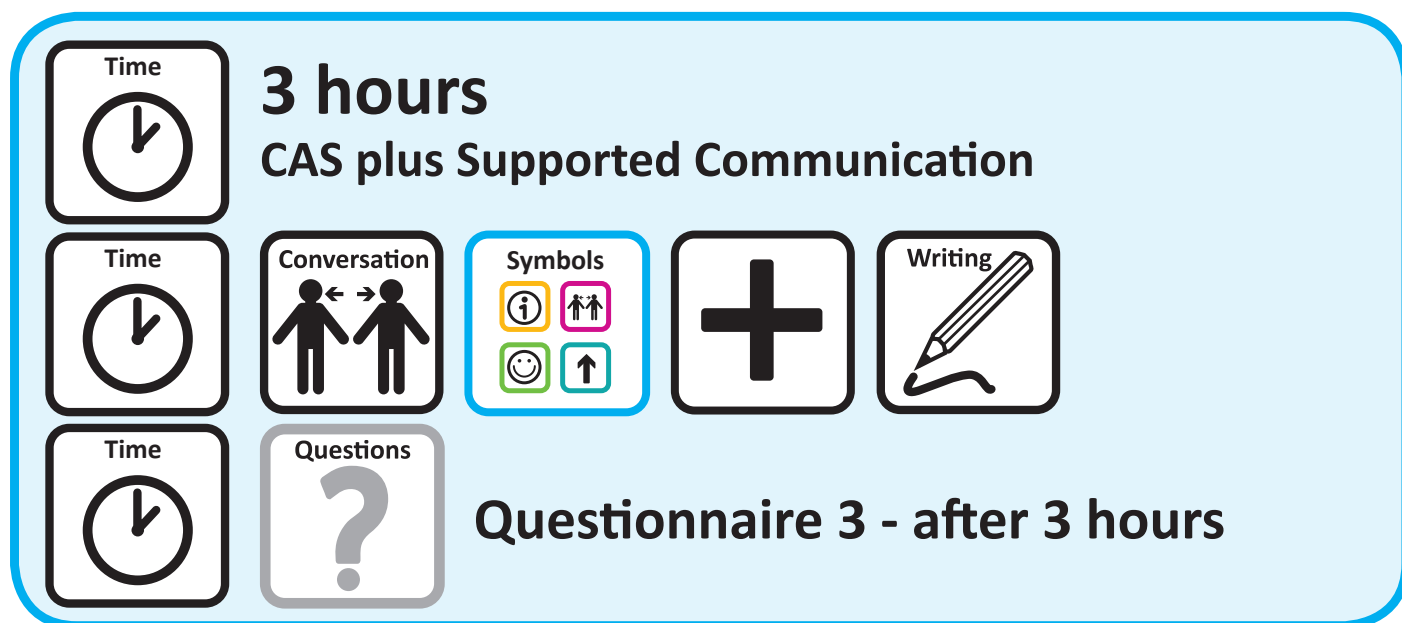 Time
3 hours
CAS plus Supported Communication
Time
Conversation
Symbols
Writing
Time
Questions
?
Questionnaire 3 - after 3 hours